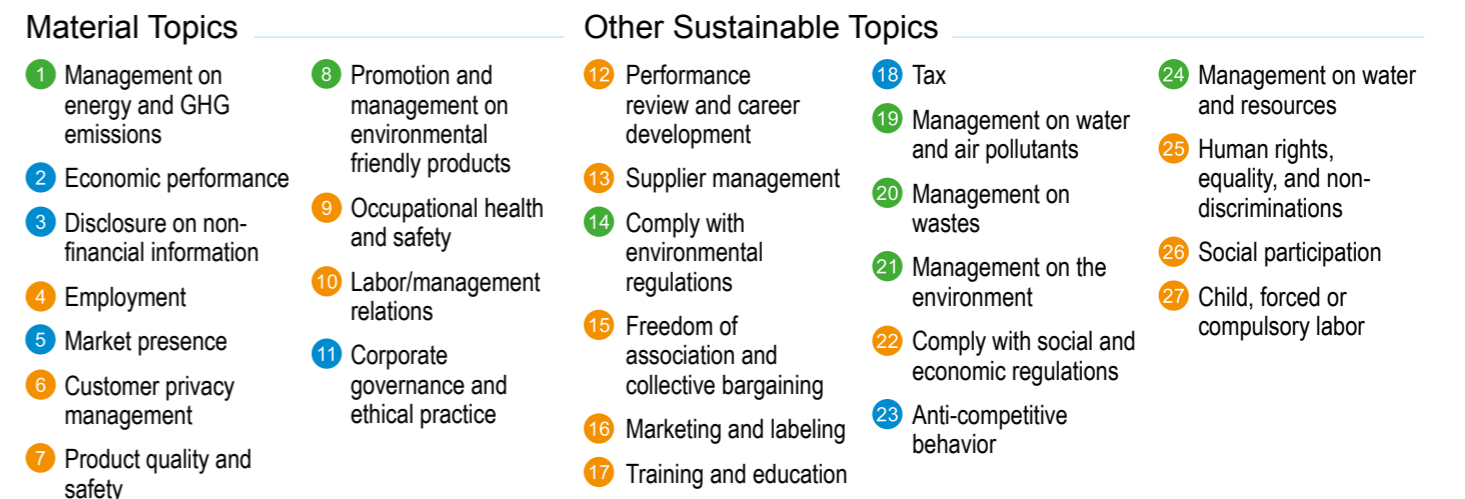 Material Topics
1 Management on
energy and GHG
emissions
2 Economic performance
3 Disclosure on non-
financial information
4 Employment
5 Market presence
6 Customer privacy
management
7 Product quality and
safety
8 Promotion and
management on
environmental
friendly products
9 Occupational health
and safety
10 Labor/management
relations
11 Corporate
governance and
ethical practice
Other Sustainable Topics
12 Performance
review and career
development
13 Supplier management
14 Comply with
environmental
regulations
15 Freedom of
association and
collective bargaining
16 Marketing and labeling
17 Training and education
18 Tax
19 Management on water
and air pollutants
20 Management on
wastes
21 Management on the
environment
22 Comply with social and
economic regulations
23 Anti-competitive
behavior
24 Management on water
and resources
25 Human rights,
equality, and non-
discriminations
26 Social participation
27 Child, forced or
compulsory labor